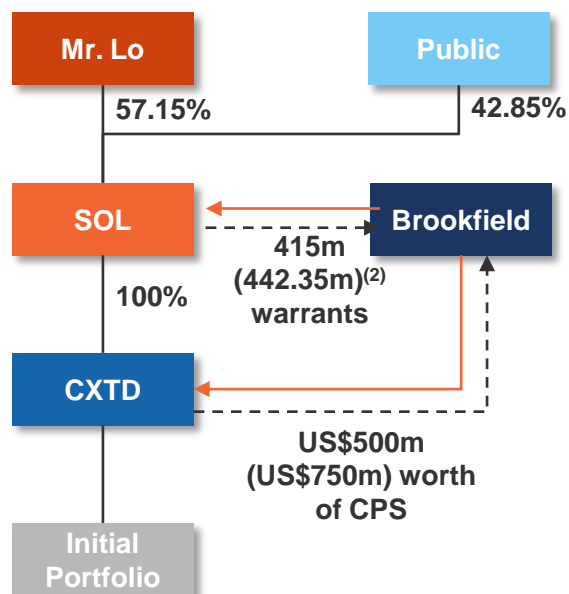 Mr. Lo
Public
57.15%
42.85%
SOL
Brookfield
415m
(442.35m)(2)
warrants
100%
CXTD
US$500m
(US$750m) worth
of CPS
Initial
Portfolio